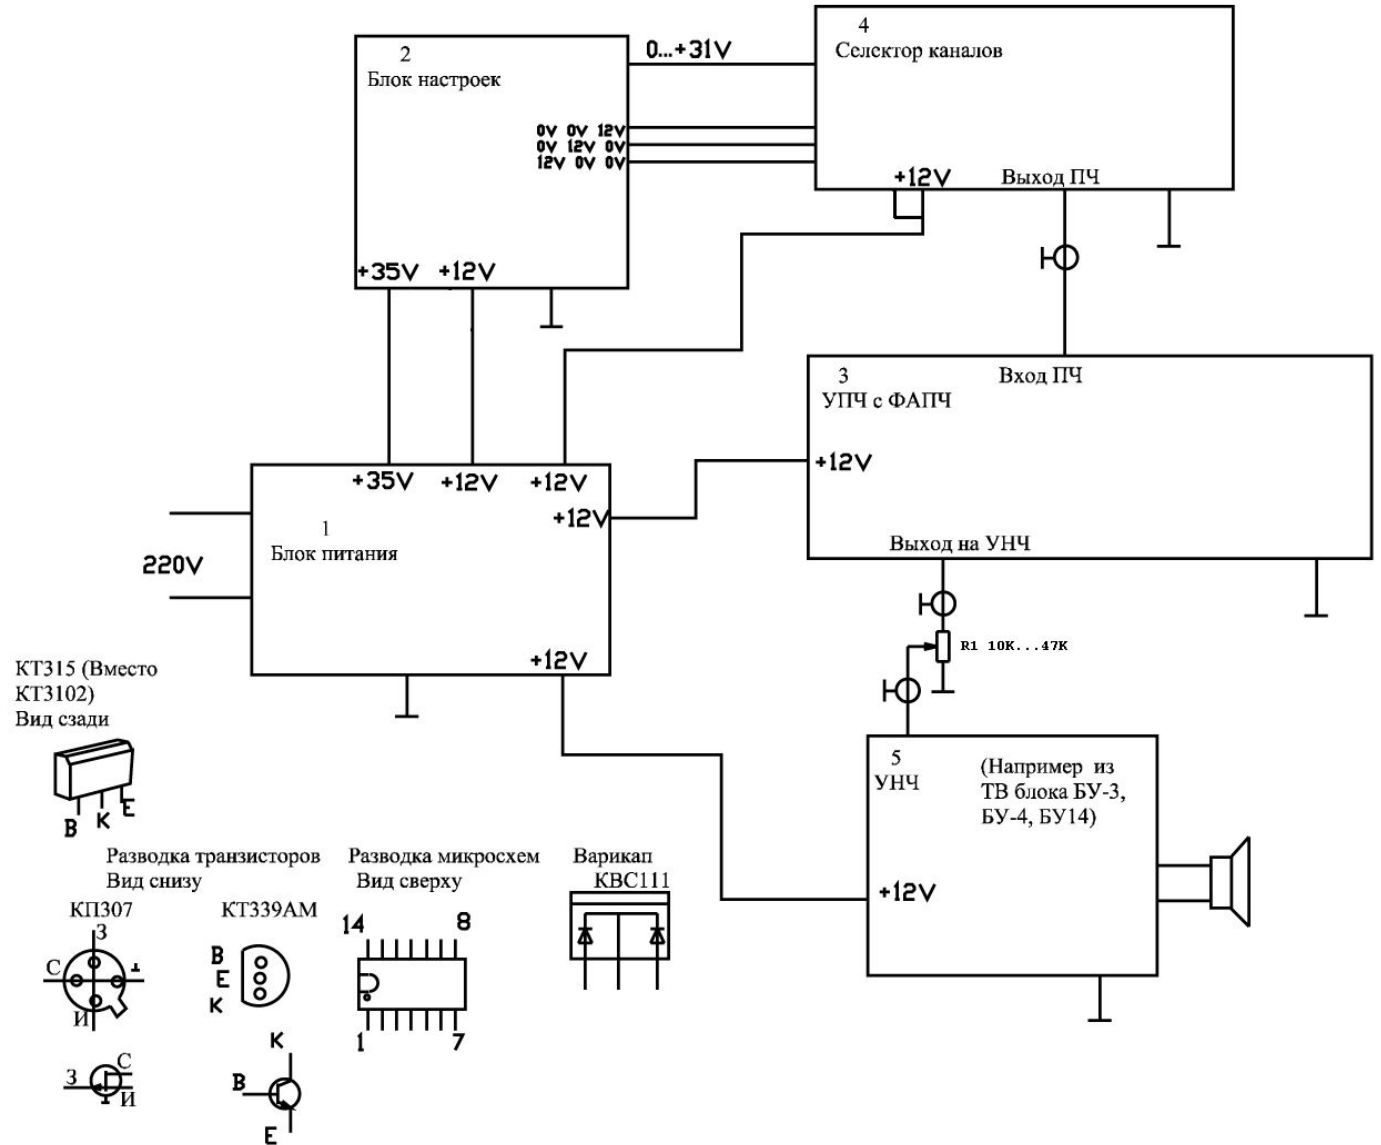 2
Блок настроек
0...+31V
0V 0V 12V
0V 12V 0V
12V 0V 0V
+35V +12V
4
Селектор каналов
+12V
Выход ПЧ
3
УПЧ с ФАПЧ
Вход ПЧ
+12V
Выход на УНЧ
+35V +12V +12V
+12V
1
Блок питания
220V
+12V
R1 10K...47K
5
УНЧ
(Например из
ТВ блока БУ-3,
БУ-4, БУ14)
+12V
КТ315 (Вместо
КТ3102)
Вид сзади
B K E
Разводка транзисторов
Вид снизу
КП307
З
С
И
З
С
И
КТ339АМ
B
E
K
K
B
E
Разводка микросхем
Вид сверху
14 8
1 7
Варикап
КВС111